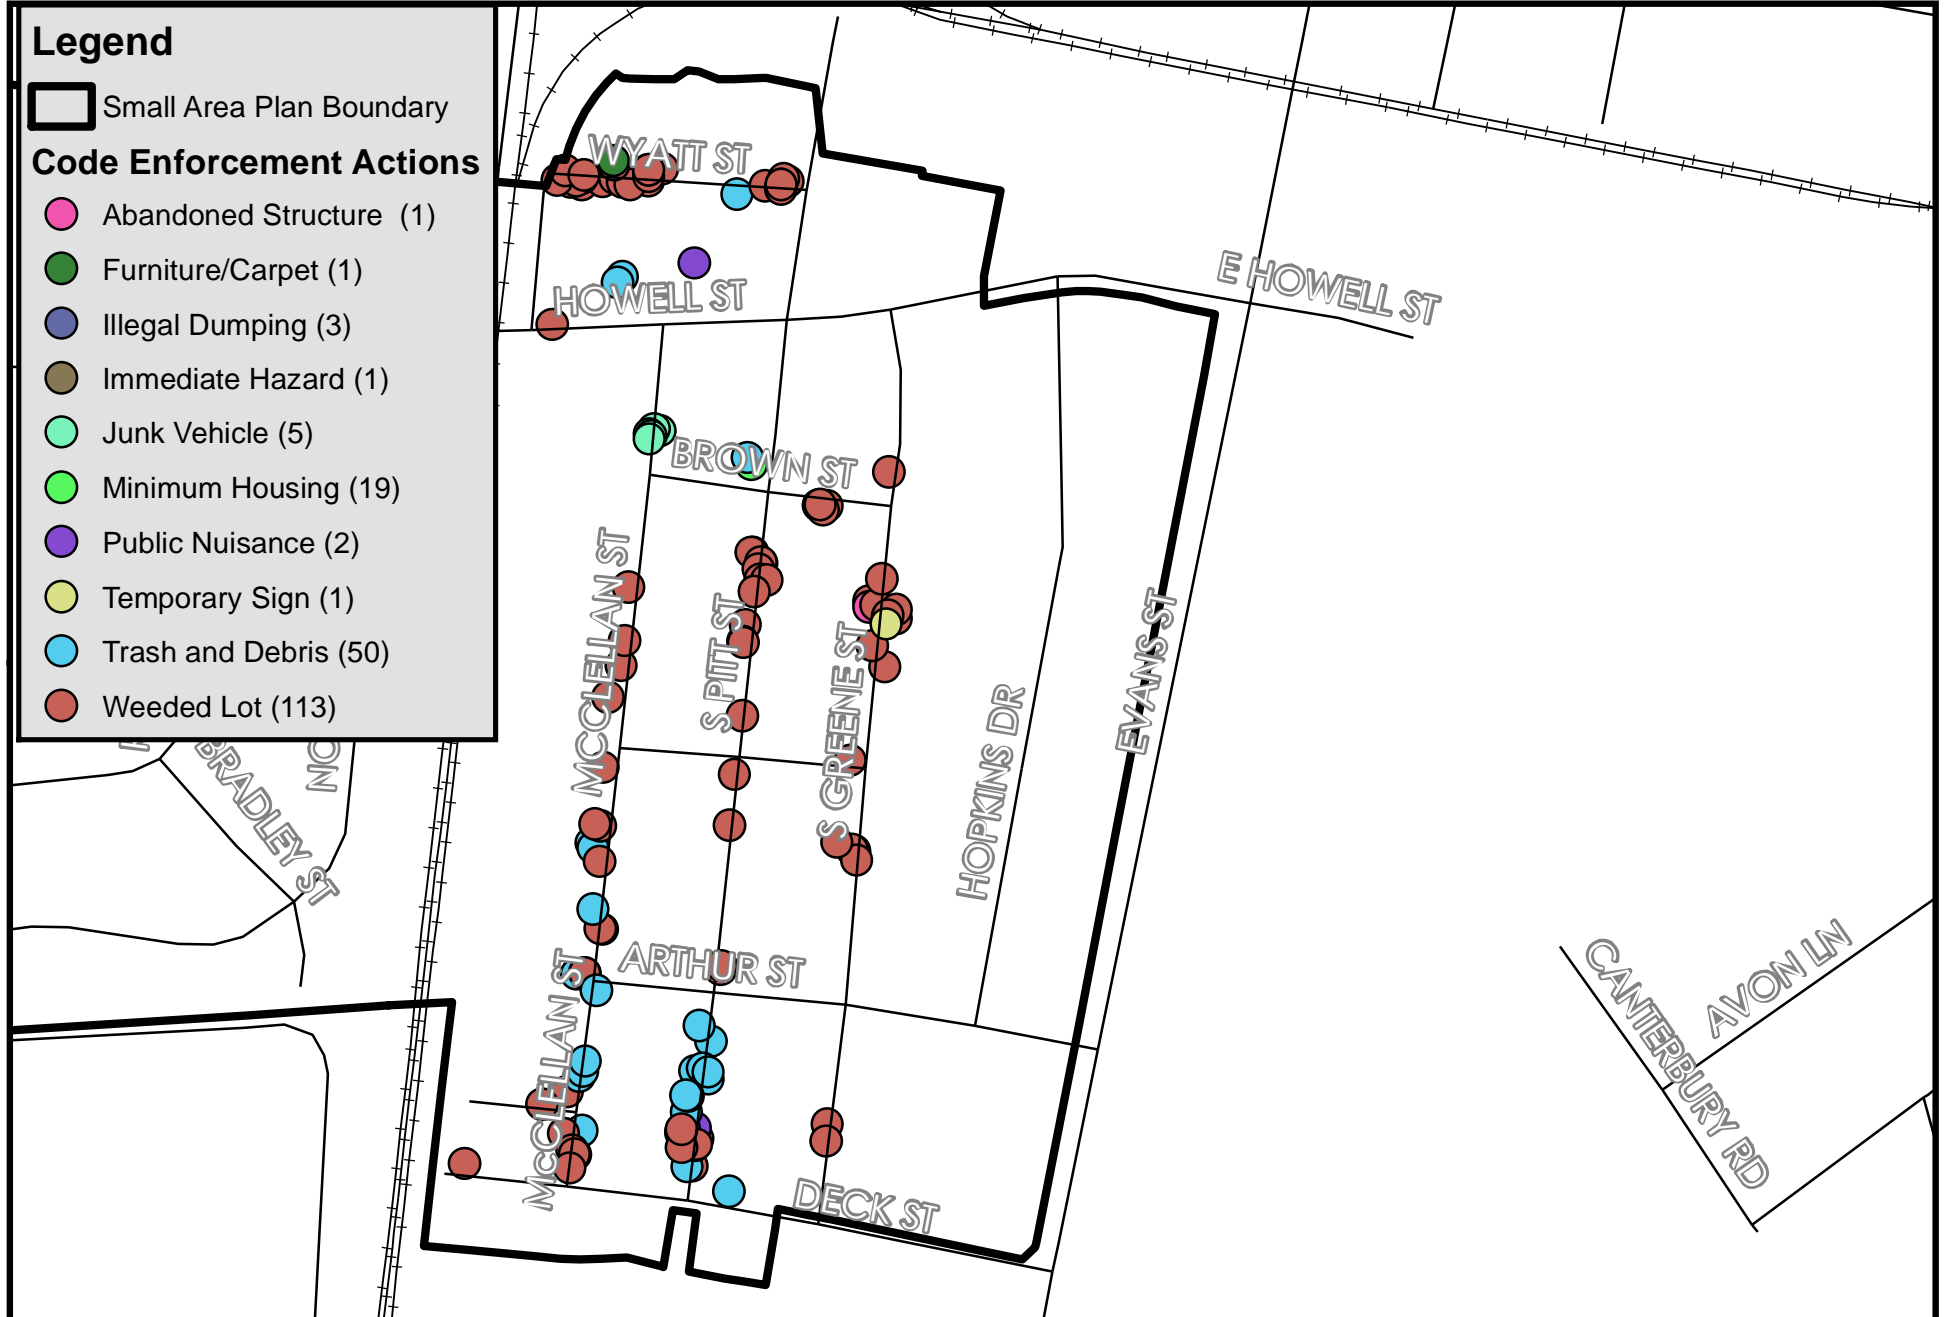 Legend
Small Area Plan Boundary
Code Enforcement Actions
Abandoned Structure (1)
Furniture/Carpet (1)
Illegal Dumping (3)
Immediate Hazard (1)
Junk Vehicle (5)
Minimum Housing (19)
Public Nuisance (2)
Temporary Sign (1)
Trash and Debris (50)
Weeded Lot (113)
WYATT ST
HOWELL ST
E HOWELL ST
BROWN ST
MCCLELLAN ST
S PITT ST
S GREENE ST
HOPKINS DR
EVANS ST
BRADLEY ST
ARTHUR ST
McCLELLAN ST
DECK ST
AVON LN
CANTERBURY RD